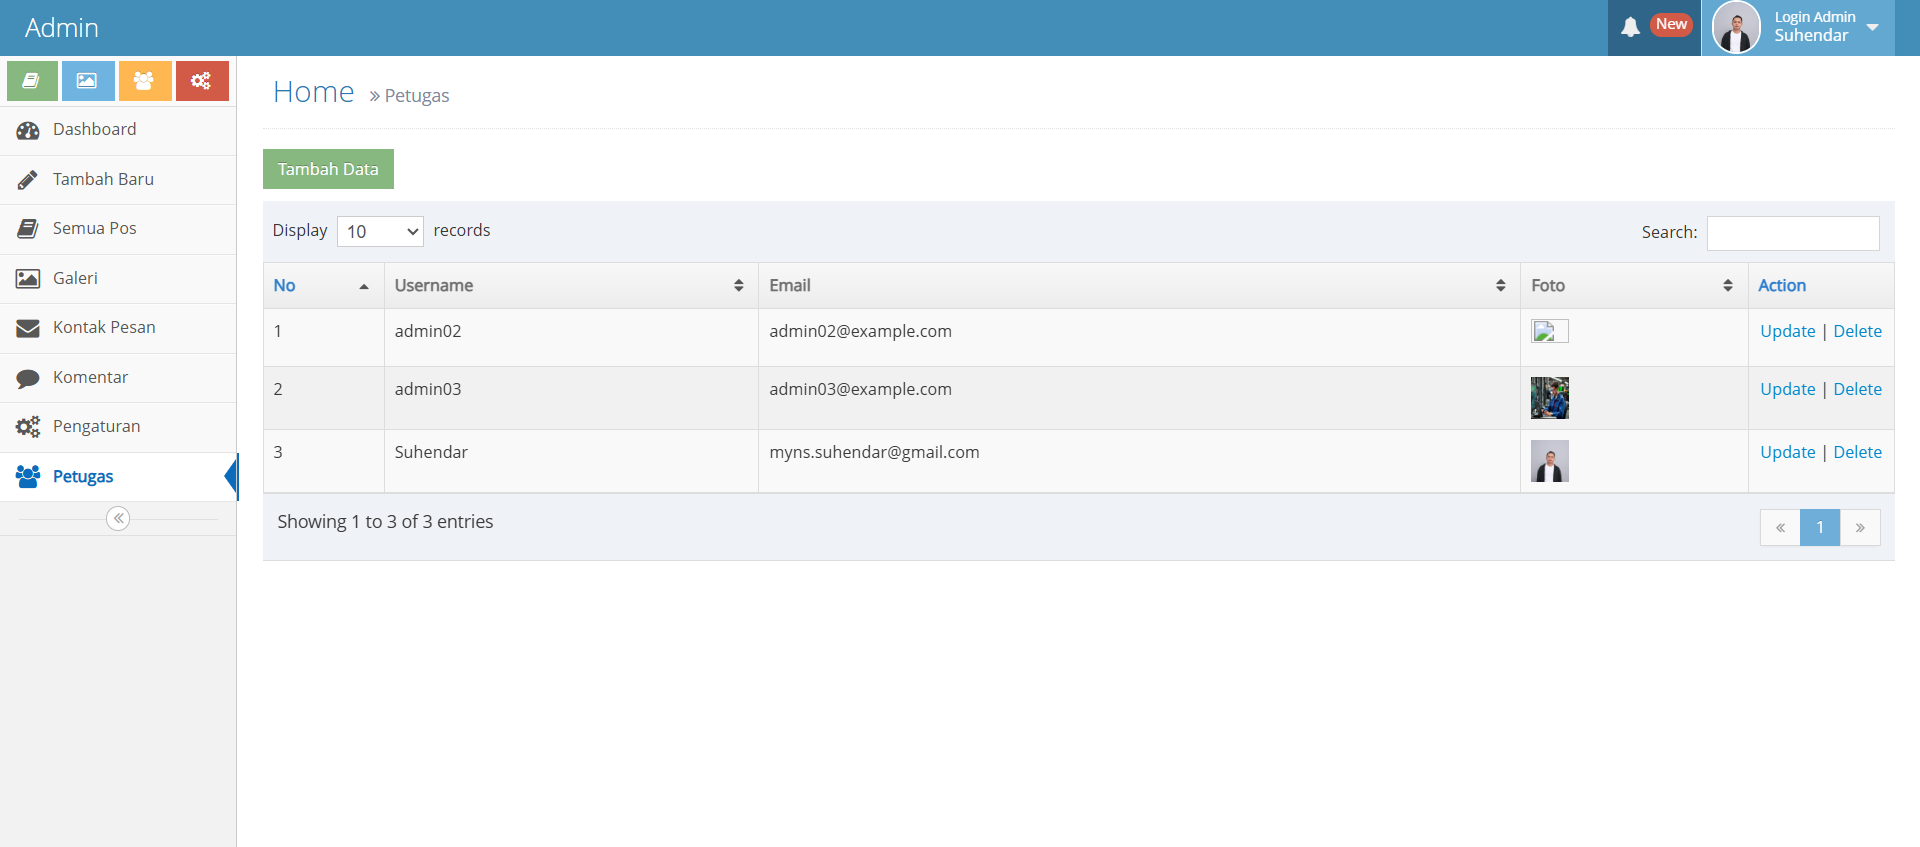 Admin
New
Login Admin
Suhendar
Dashboard
Tambah Baru
Semua Pos
Galeri
Kontak Pesan
Komentar
Pengaturan
Petugas
Home » Petugas
Tambah Data
Display 10 records
Search:
No Username Email Foto Action
1 admin02 admin02@example.com Update | Delete
2 admin03 admin03@example.com Update | Delete
3 Suhendar myns.suhendar@gmail.com Update | Delete
Showing 1 to 3 of 3 entries
« 1 »